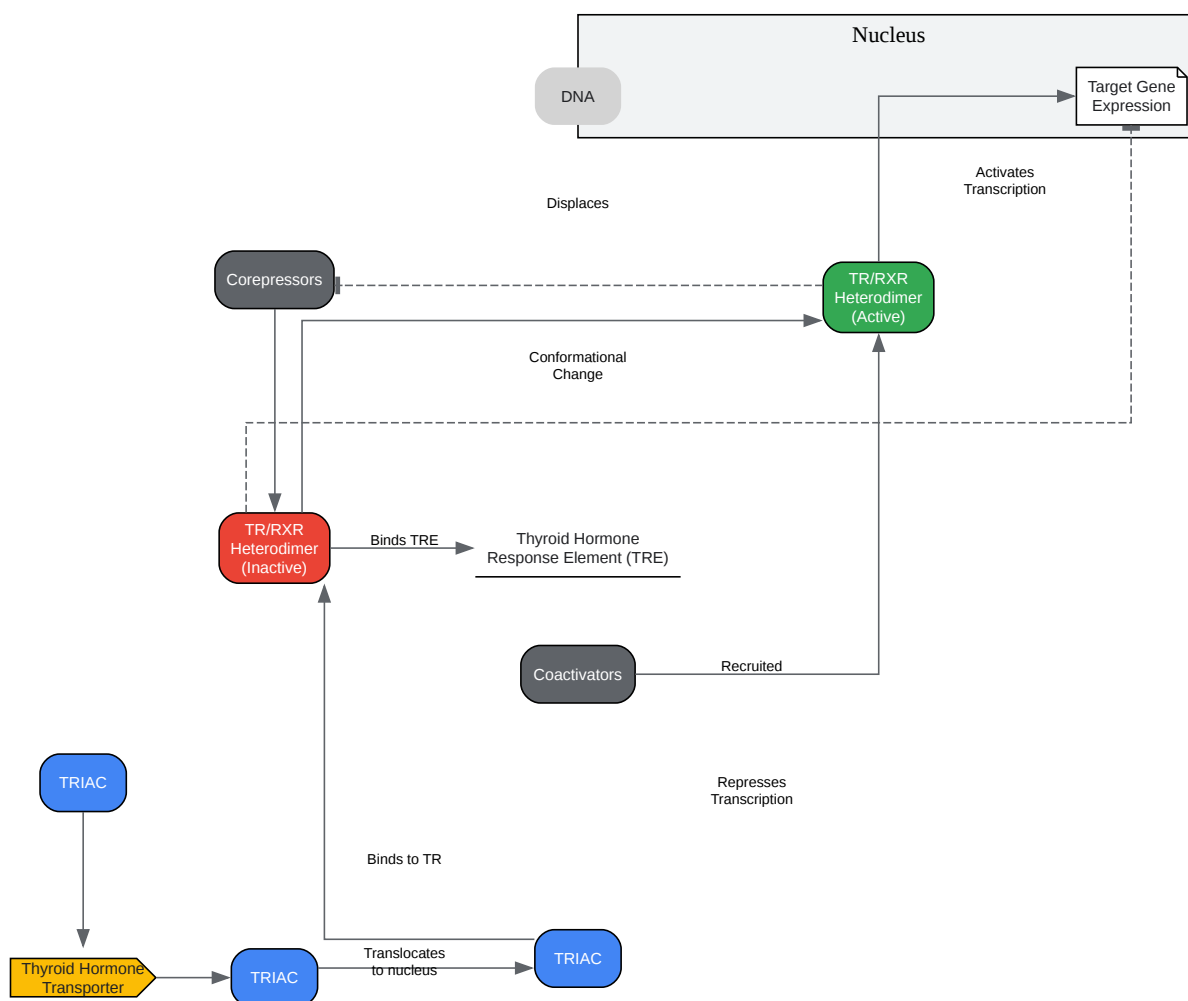 Nucleus
DNA
Target Gene
Expression
Activates
Transcription
Displaces
Corepressors
TR/RXR
Heterodimer
(Active)
Conformational
Change
TR/RXR
Heterodimer
(Inactive)
Binds TRE
Thyroid Hormone
Response Element (TRE)
Coactivators
Recruited
TRIAC
Represses
Transcription
Binds to TR
Thyroid Hormone
Transporter
TRIAC
Translocates
to nucleus
TRIAC